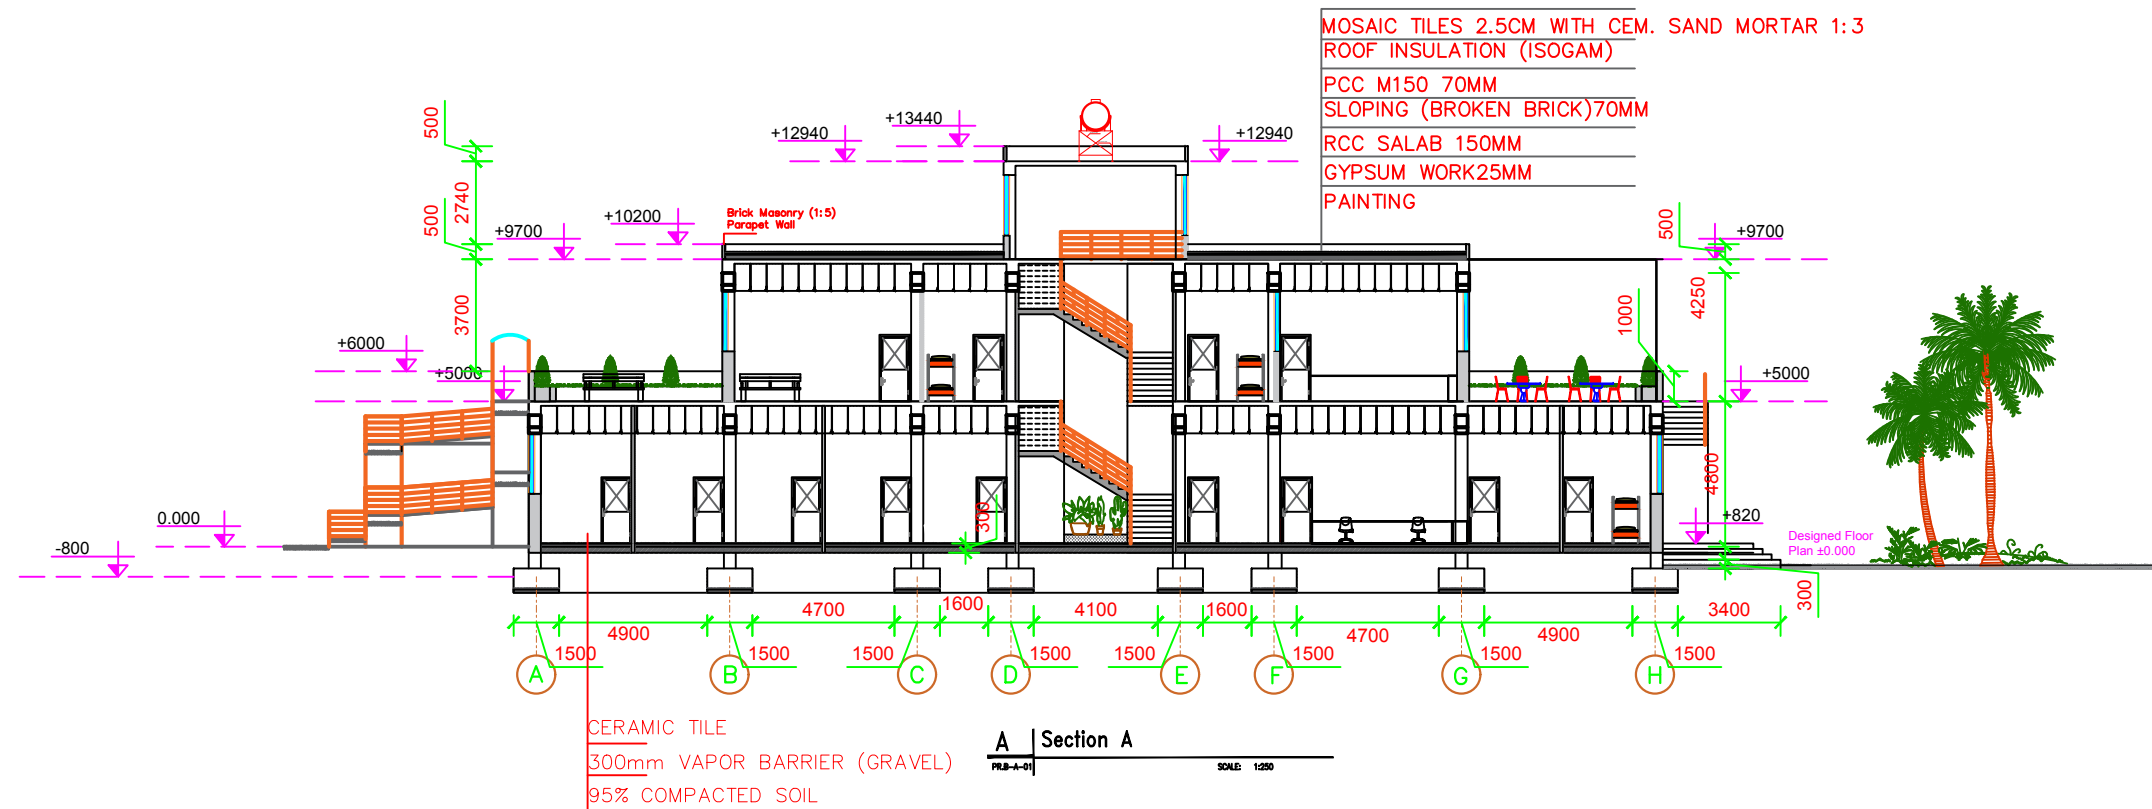 MOSAIC TILES 2.5CM WITH CEM. SAND MORTAR 1:3
ROOF INSULATION (ISOGAM)
PCC M150 70MM
SLOPING (BROKEN BRICK)70MM
RCC SALAB 150MM
GYPSUM WORK25MM
PAINTING
500
2740
500
3700
+12940
+13440
+12940
+9700
+10200
Brick Masonry (1:5)
Parapet Wall
+6000
+5000
0.000
-800
500
+9700
4250
1000
+5000
4800
+820
Designed Floor
Plan ±0.000
300
300
4900
4700
1600
4100
1600
4700
4900
3400
1500
1500
1500
1500
1500
1500
1500
1500
A
B
C
D
E
F
G
H
CERAMIC TILE
300mm VAPOR BARRIER (GRAVEL)
95% COMPACTED SOIL
A
Section A
PR.B-A-01
SCALE: 1:250